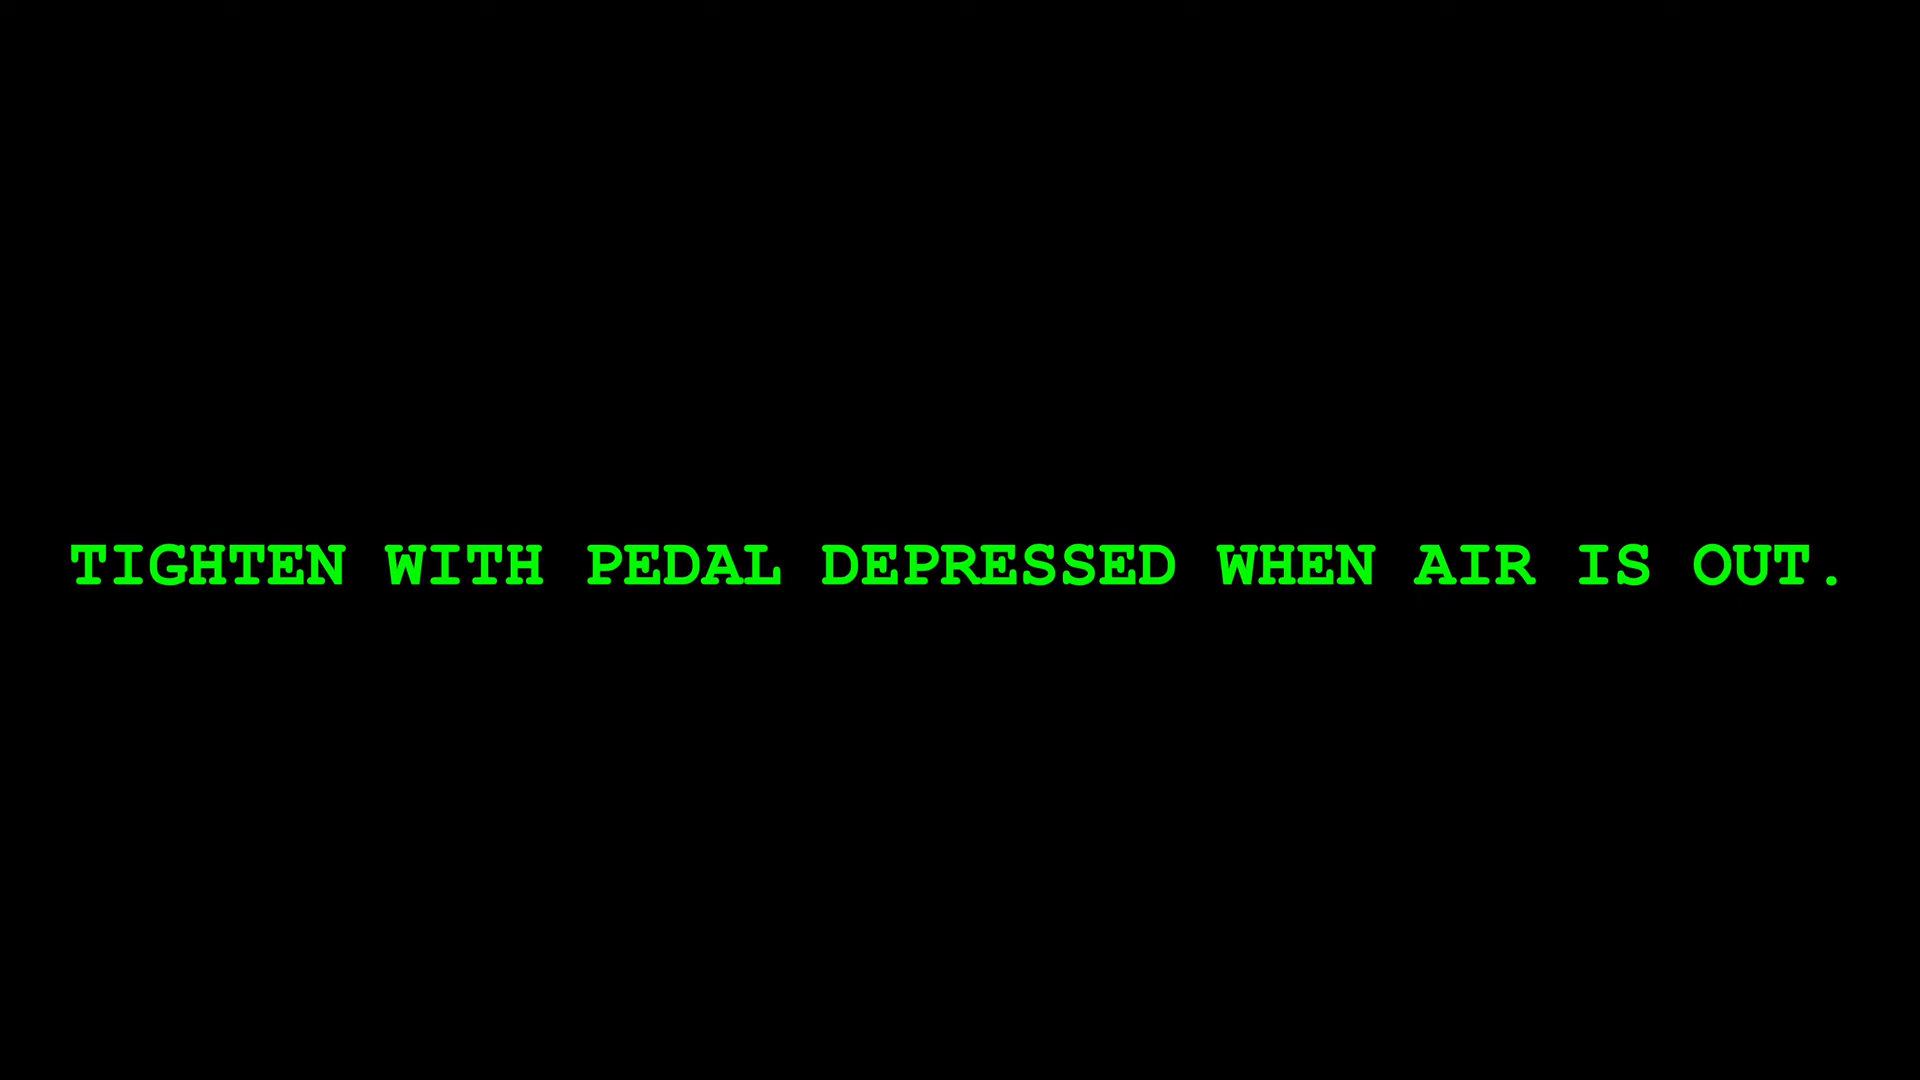 TIGHTEN WITH PEDAL DEPRESSED WHEN AIR IS OUT.